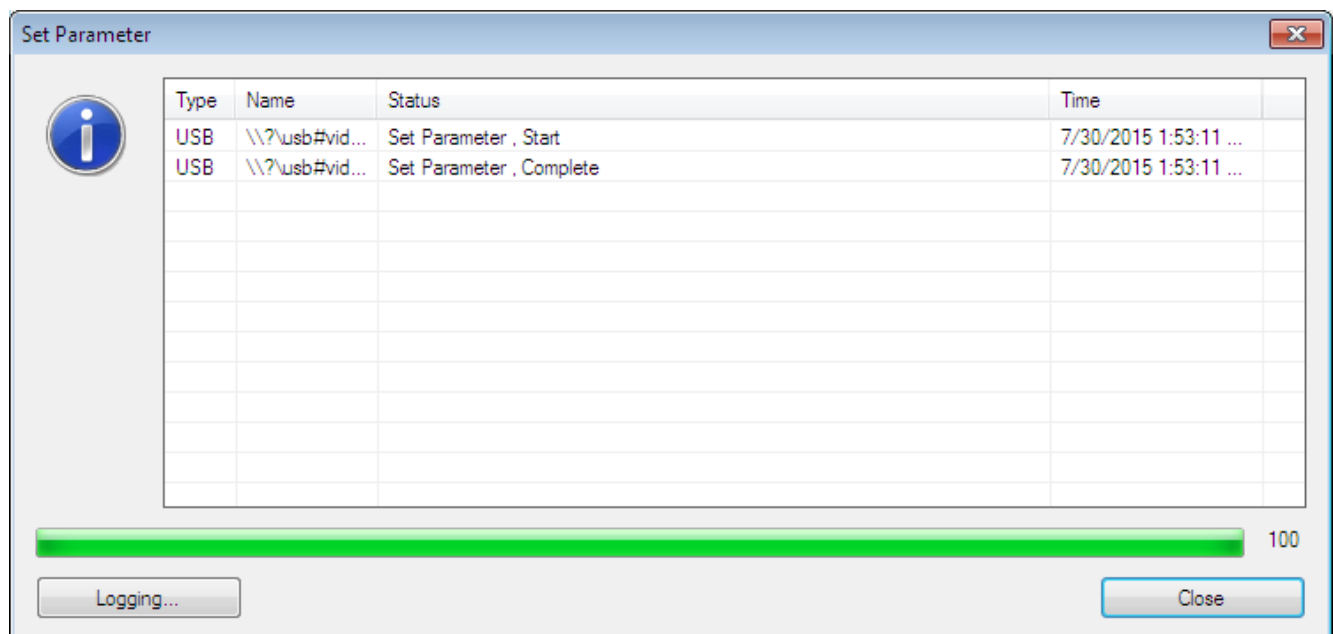 Set Parameter
Type Name Status Time
USB \\?\usb#vid... Set Parameter , Start 7/30/2015 1:53:11 ...
USB \\?\usb#vid... Set Parameter , Complete 7/30/2015 1:53:11 ...
100
Logging... Close